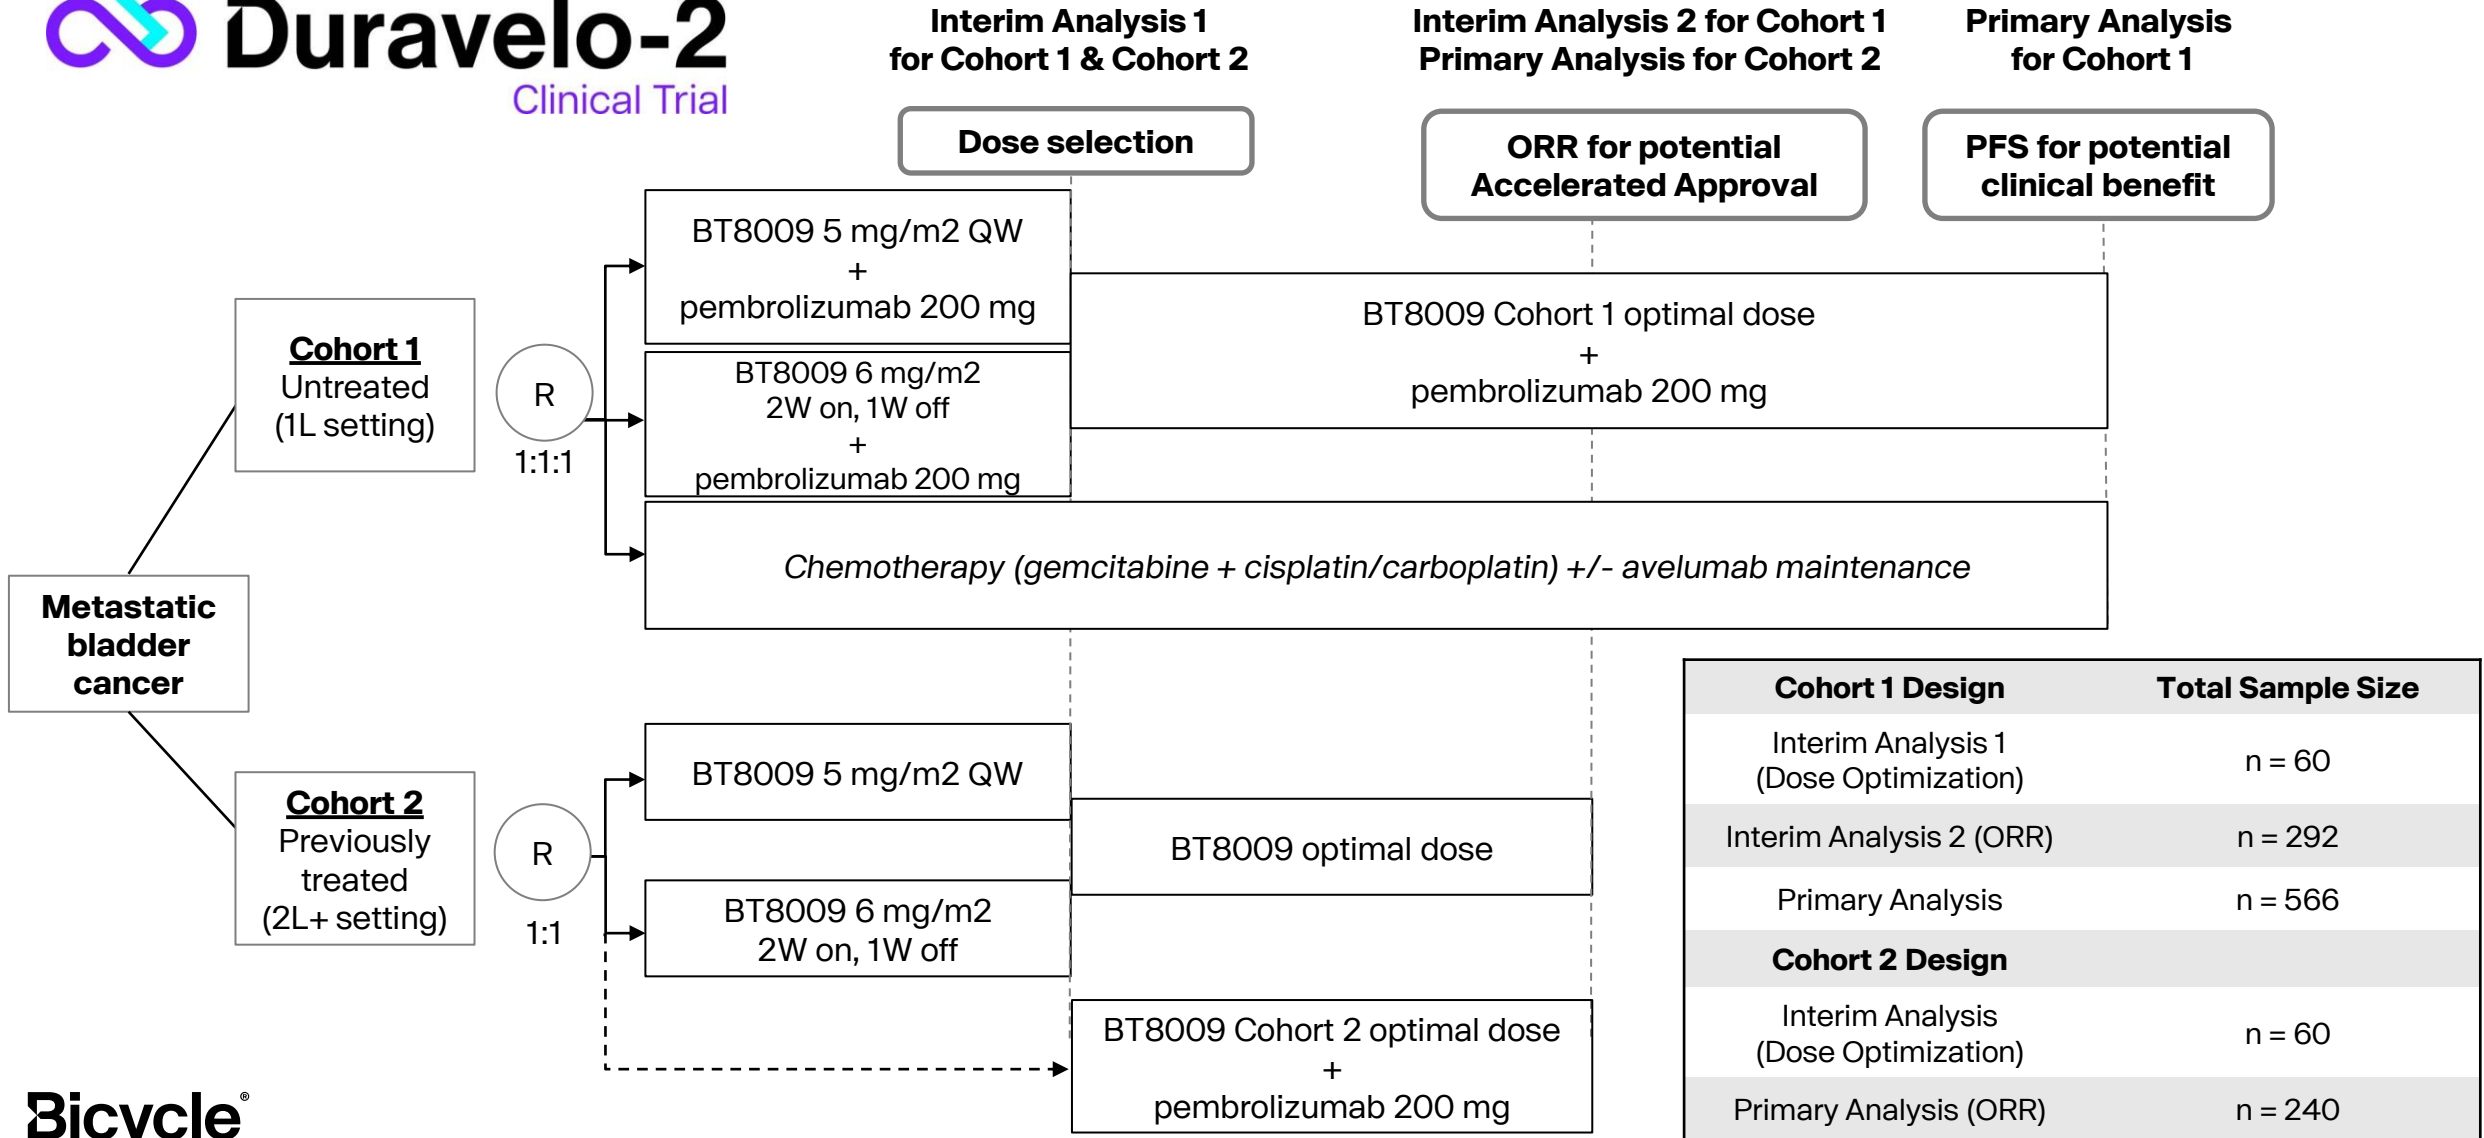 Duravelo-2
Clinical Trial
Interim Analysis 1
for Cohort 1 & Cohort 2
Interim Analysis 2 for Cohort 1
Primary Analysis for Cohort 2
Primary Analysis
for Cohort 1
Dose selection
ORR for potential
Accelerated Approval
PFS for potential
clinical benefit
Metastatic
bladder
cancer
Cohort 1
Untreated
(1L setting)
R
1:1:1
BT8009 5 mg/m2 QW
+
pembrolizumab 200 mg
BT8009 6 mg/m2
2W on, 1W off
+
pembrolizumab 200 mg
BT8009 Cohort 1 optimal dose
+
pembrolizumab 200 mg
Chemotherapy (gemcitabine + cisplatin/carboplatin) +/- avelumab maintenance
Cohort 2
Previously
treated
(2L+ setting)
R
1:1
BT8009 5 mg/m2 QW
BT8009 6 mg/m2
2W on, 1W off
BT8009 optimal dose
BT8009 Cohort 2 optimal dose
+
pembrolizumab 200 mg
Cohort 1 Design Total Sample Size
Interim Analysis 1
(Dose Optimization) n = 60
Interim Analysis 2 (ORR) n = 292
Primary Analysis n = 566
Cohort 2 Design
Interim Analysis
(Dose Optimization) n = 60
Primary Analysis (ORR) n = 240
Bicycle®